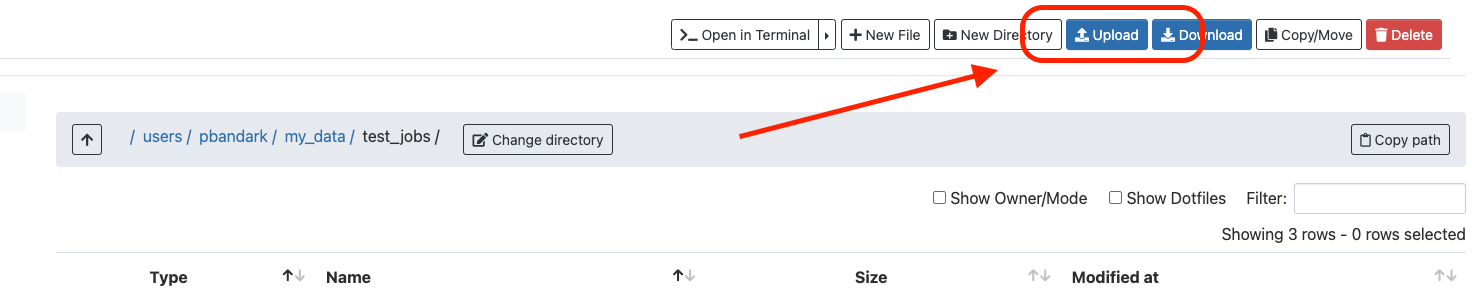 Open in Terminal New File New Directory Upload Download Copy/Move Delete
/ users / pbandark / my_data / test_jobs / Change directory Copy path
Show Owner/Mode Show Dotfiles Filter:
Showing 3 rows - 0 rows selected
Type Name Size Modified at